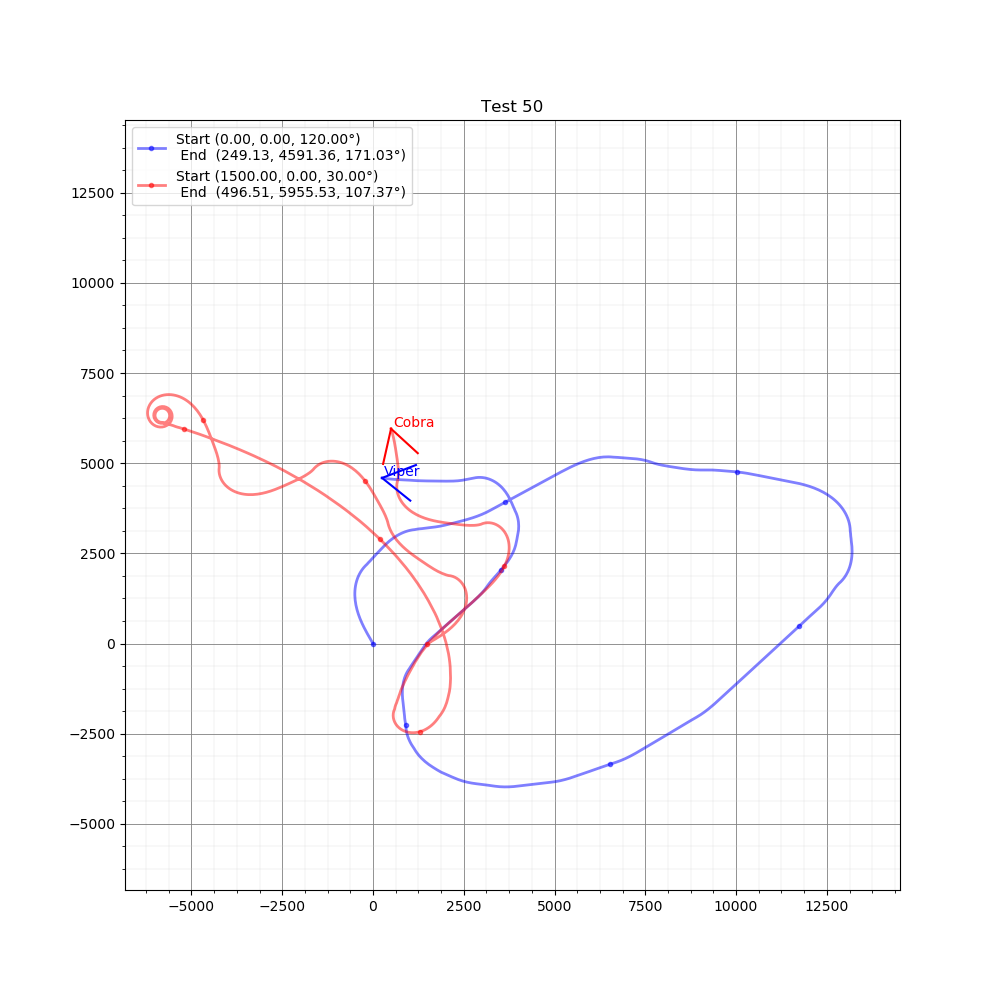 Test 50
Start (0.00, 0.00, 120.00°)
End (249.13, 4591.36, 171.03°)
Start (1500.00, 0.00, 30.00°)
End (496.51, 5955.53, 107.37°)
12500
10000
7500
5000
2500
0
−2500
−5000
Cobra
Viper
−5000 −2500 0 2500 5000 7500 10000 12500